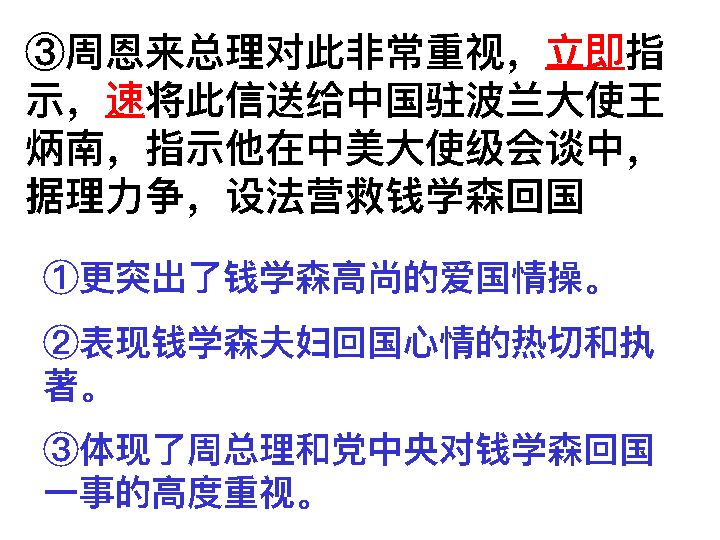 ③周恩来总理对此非常重视，立即指
示，速将此信送给中国驻波兰大使王
炳南，指示他在中美大使级会谈中，
据理力争，设法营救钱学森回国
①更突出了钱学森高尚的爱国情操。
②表现钱学森夫妇回国心情的热切和执
著。
③体现了周总理和党中央对钱学森回国
一事的高度重视。